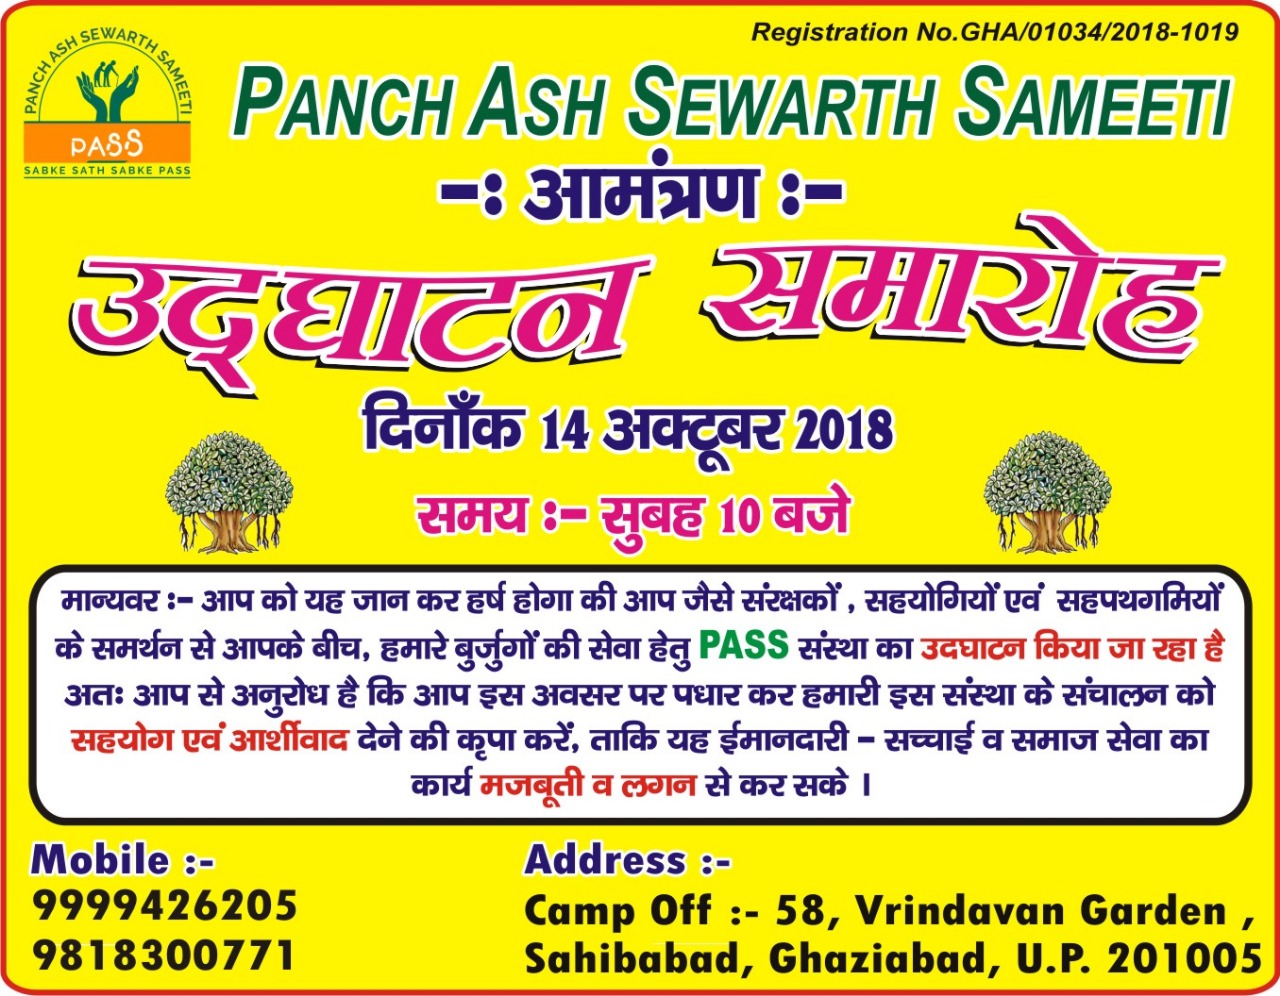 Registration No.GHA/01034/2018-1019
PANCH ASH SEWARTH SAMEETI
PASS
SABKE SATH SABKE PASS
PANCH ASH SEWARTH SAMEETI
-: आमंत्रण :-
उद्घाटन समारोह
दिनाँक 14 अक्टूबर 2018
समय :- सुबह 10 बजे
मान्यवर :- आप को यह जान कर हर्ष होगा की आप जैसे संरक्षकों , सहयोगियों एवं सहपथगमियों
के समर्थन से आपके बीच, हमारे बुर्जुगों की सेवा हेतु PASS संस्था का उदघाटन किया जा रहा है
अतः आप से अनुरोध है कि आप इस अवसर पर पधार कर हमारी इस संस्था के संचालन को
सहयोग एवं आर्शीवाद देने की कृपा करें, ताकि यह ईमानदारी - सच्चाई व समाज सेवा का
कार्य मजबूती व लगन से कर सके ।
Mobile :-
9999426205
9818300771
Address :-
Camp Off :- 58, Vrindavan Garden ,
Sahibabad, Ghaziabad, U.P. 201005